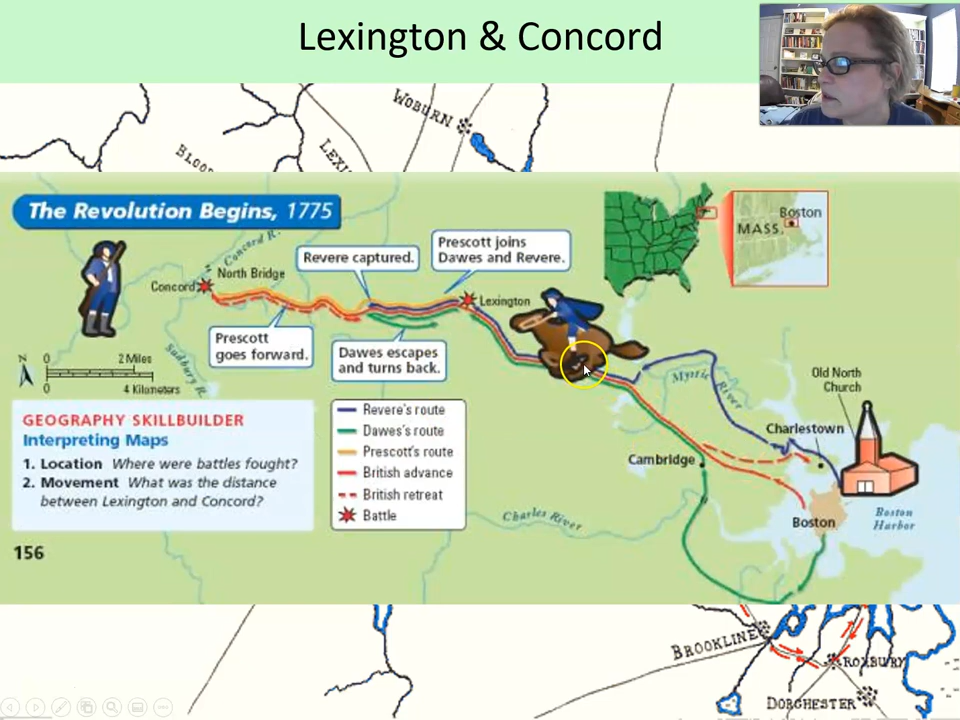 Lexington & Concord
WOBURN
The Revolution Begins, 1775
Concord R.
North Bridge
Concord
Revere captured.
Prescott joins
Dawes and Revere.
Lexington
Boston
MASS.
Prescott
goes forward.
Dawes escapes
and turns back.
N
0 2 Miles
0 4 Kilometers
Sudbury R.
Mystic River
Old North
Church
Charlestown
Cambridge
Boston
Boston
Harbor
Charles River
GEOGRAPHY SKILLBUILDER
Interpreting Maps
1. Location Where were battles fought?
2. Movement What was the distance
between Lexington and Concord?
Revere's route
Dawes's route
Prescott's route
British advance
British retreat
Battle
156
BROOKLINE
ROXBURY
DORCHESTER